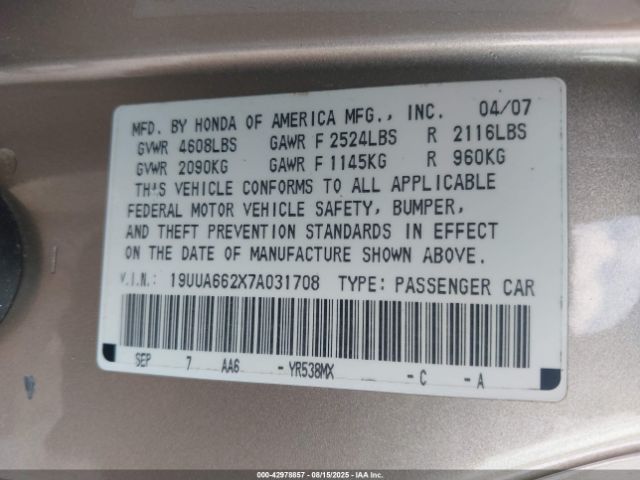 MFD. BY HONDA OF AMERICA MFG., INC. 04/07
GVWR 4608LBS GAWR F 2524LBS R 2116LBS
GVWR 2090KG GAWR F 1145KG R 960KG
TH'S VEHICLE CONFORMS TO ALL APPLICABLE
FEDERAL MOTOR VEHICLE SAFETY, BUMPER,
AND THEFT PREVENTION STANDARDS IN EFFECT
ON THE DATE OF MANUFACTURE SHOWN ABOVE.
V.I.N.: 19UUA662X7A031708 TYPE: PASSENGER CAR
SEP 7 AA6 - YR538MX - C - A
000-42978657 - 08/15/2025 - IAA, Inc.